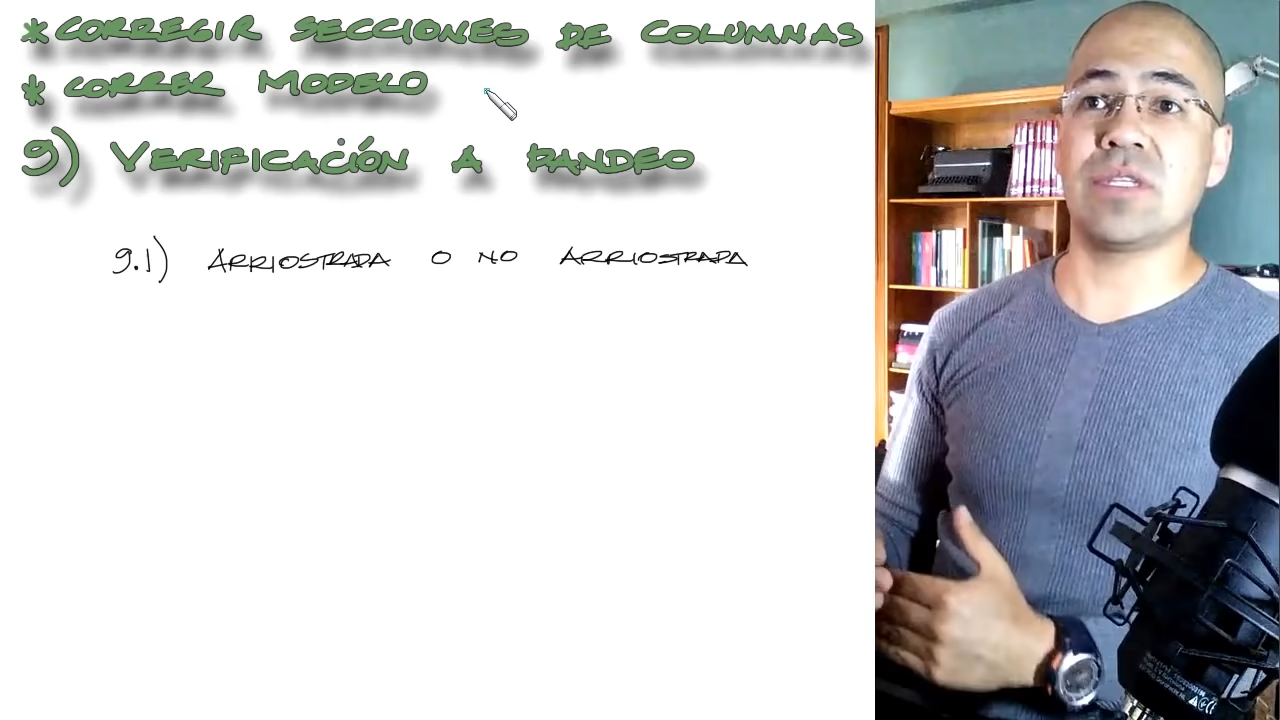 * CORREGIR SECCIONES DE COLUMNAS
* CORRER MODELO
9) VERIFICACIÓN A PANDEO
9.1) ARRIOSTRADA O NO ARRIOSTRADA